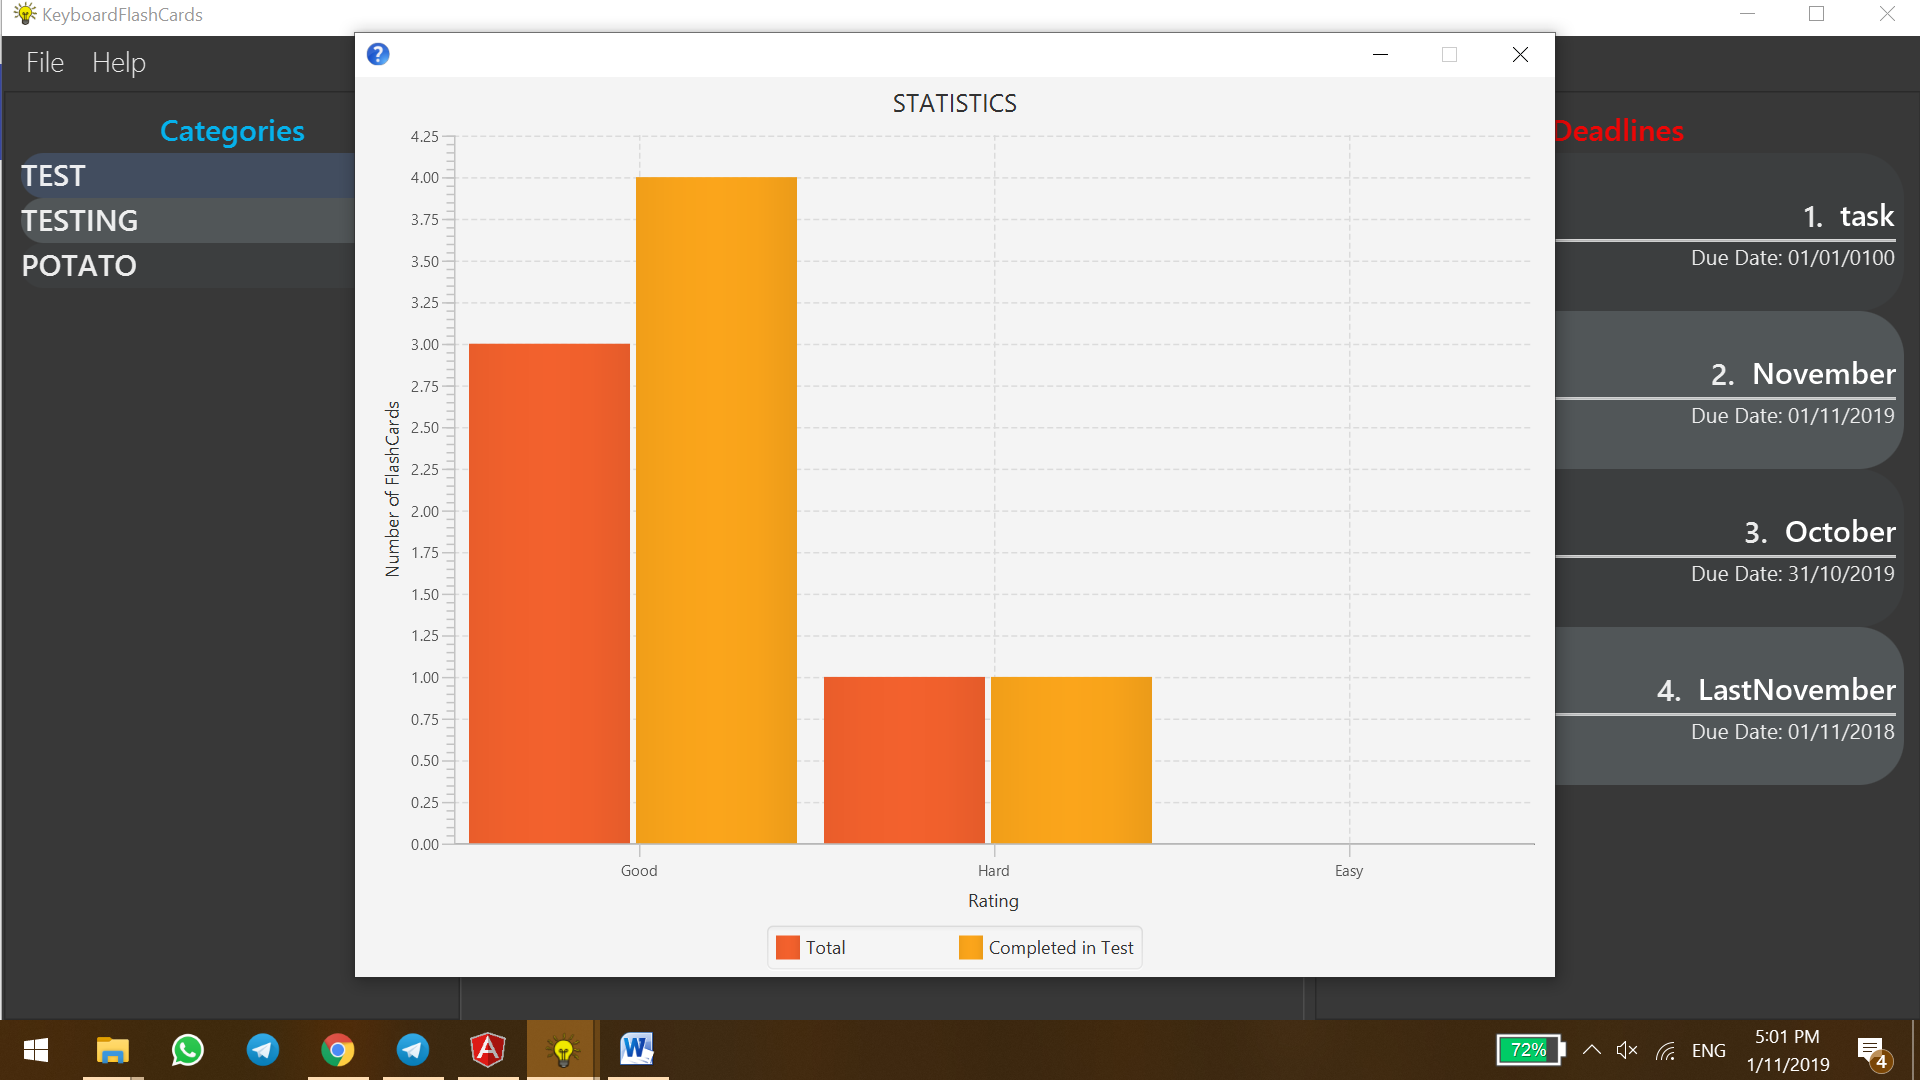 KeyboardFlashCards
File Help
Categories
TEST
TESTING
POTATO
STATISTICS
4.25
4.00
3.75
3.50
3.25
3.00
2.75
2.50
2.25
2.00
1.75
1.50
1.25
1.00
0.75
0.50
0.25
0.00
Number of FlashCards
Good Hard Easy
Rating
Total Completed in Test
Deadlines
1. task
Due Date: 01/01/0100
2. November
Due Date: 01/11/2019
3. October
Due Date: 31/10/2019
4. LastNovember
Due Date: 01/11/2018
W
72%
ENG
5:01 PM
1/11/2019
4